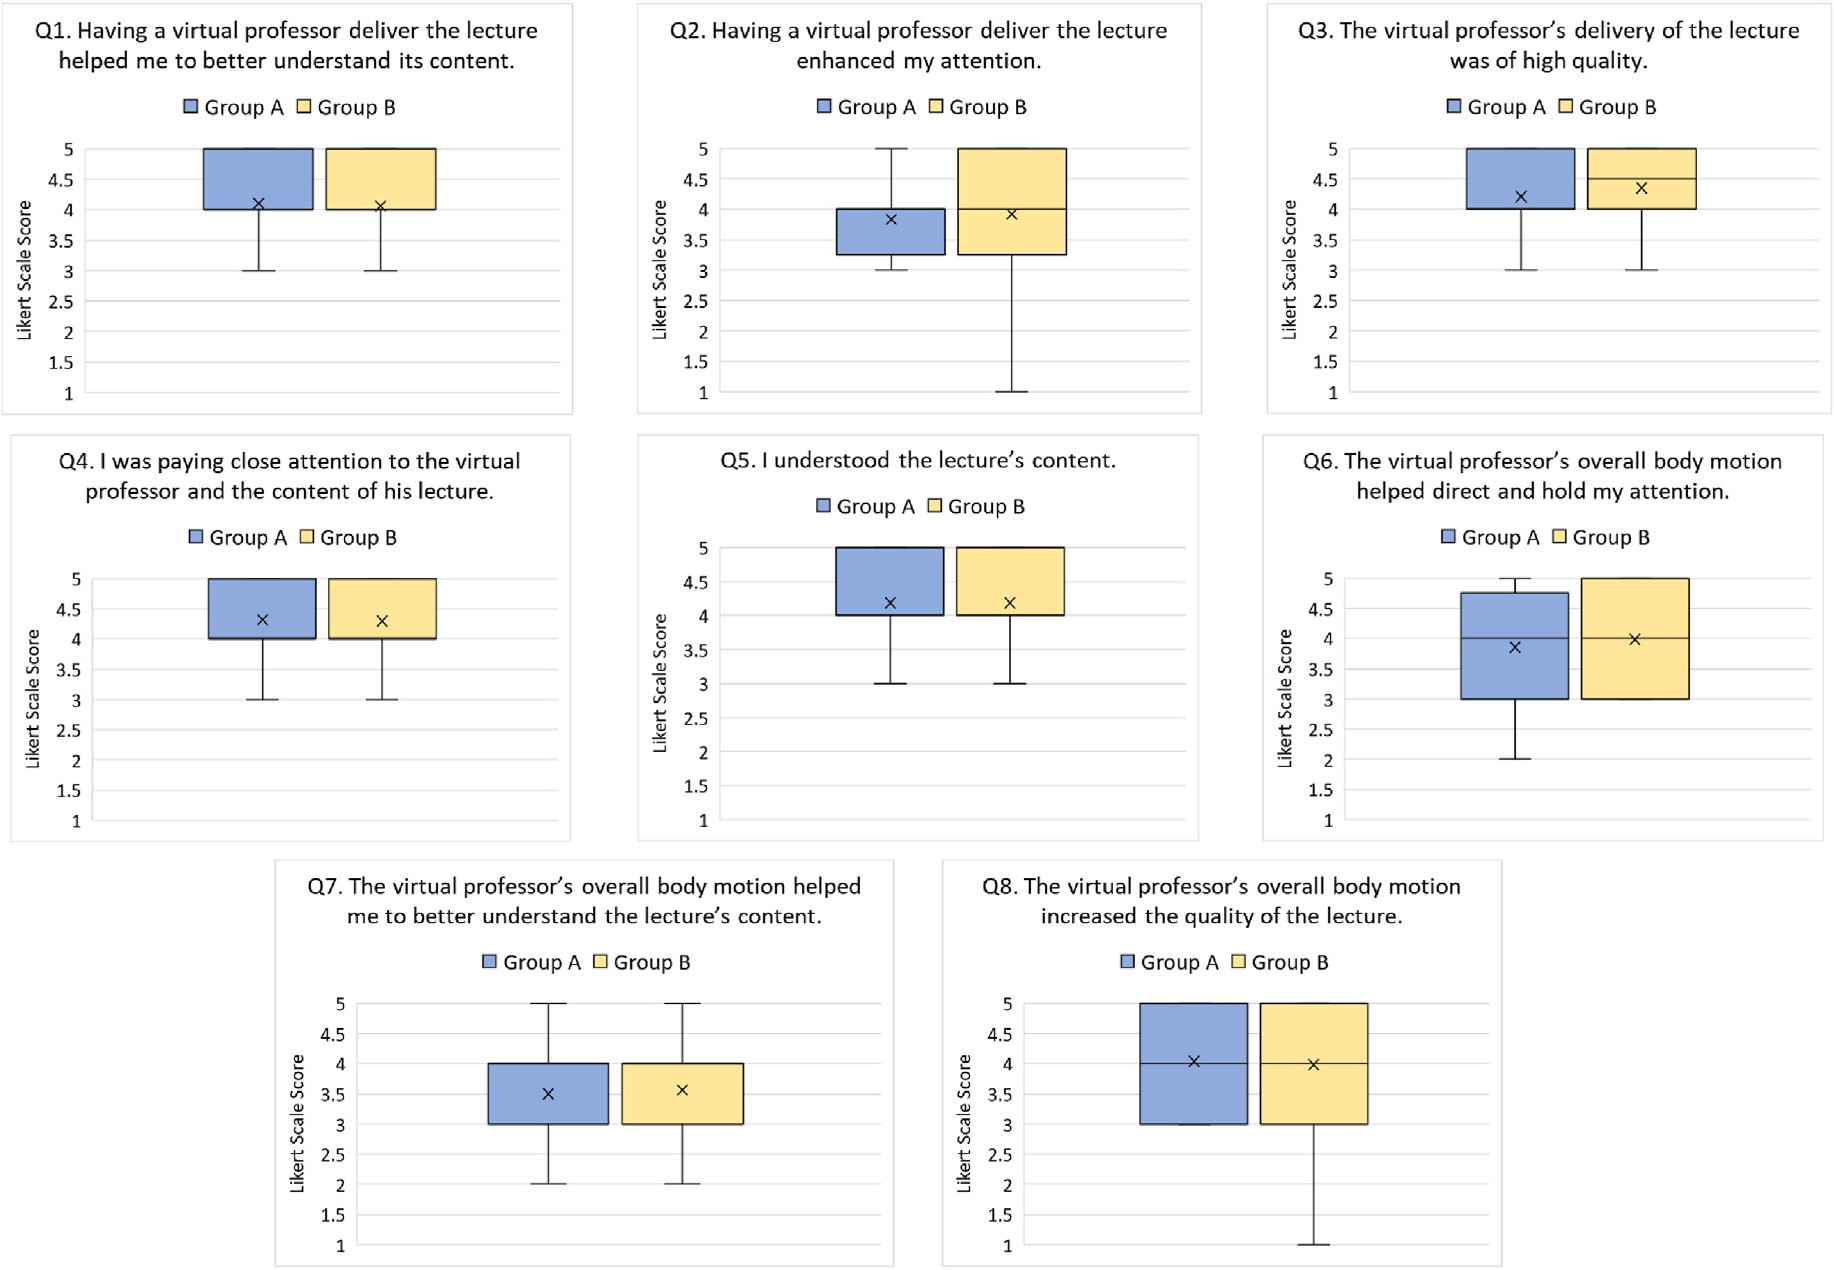 Q1. Having a virtual professor deliver the lecture
helped me to better understand its content.
Group A Group B
Likert Scale Score
5
4.5
4
3.5
3
2.5
2
1.5
1
Q2. Having a virtual professor deliver the lecture
enhanced my attention.
Group A Group B
Likert Scale Score
5
4.5
4
3.5
3
2.5
2
1.5
1
Q3. The virtual professor’s delivery of the lecture
was of high quality.
Group A Group B
Likert Scale Score
5
4.5
4
3.5
3
2.5
2
1.5
1
Q4. I was paying close attention to the virtual
professor and the content of his lecture.
Group A Group B
Likert Scale Score
5
4.5
4
3.5
3
2.5
2
1.5
1
Q5. I understood the lecture’s content.
Group A Group B
Likert Scale Score
5
4.5
4
3.5
3
2.5
2
1.5
1
Q6. The virtual professor’s overall body motion
helped direct and hold my attention.
Group A Group B
Likert Scale Score
5
4.5
4
3.5
3
2.5
2
1.5
1
Q7. The virtual professor’s overall body motion helped
me to better understand the lecture’s content.
Group A Group B
Likert Scale Score
5
4.5
4
3.5
3
2.5
2
1.5
1
Q8. The virtual professor’s overall body motion
increased the quality of the lecture.
Group A Group B
Likert Scale Score
5
4.5
4
3.5
3
2.5
2
1.5
1